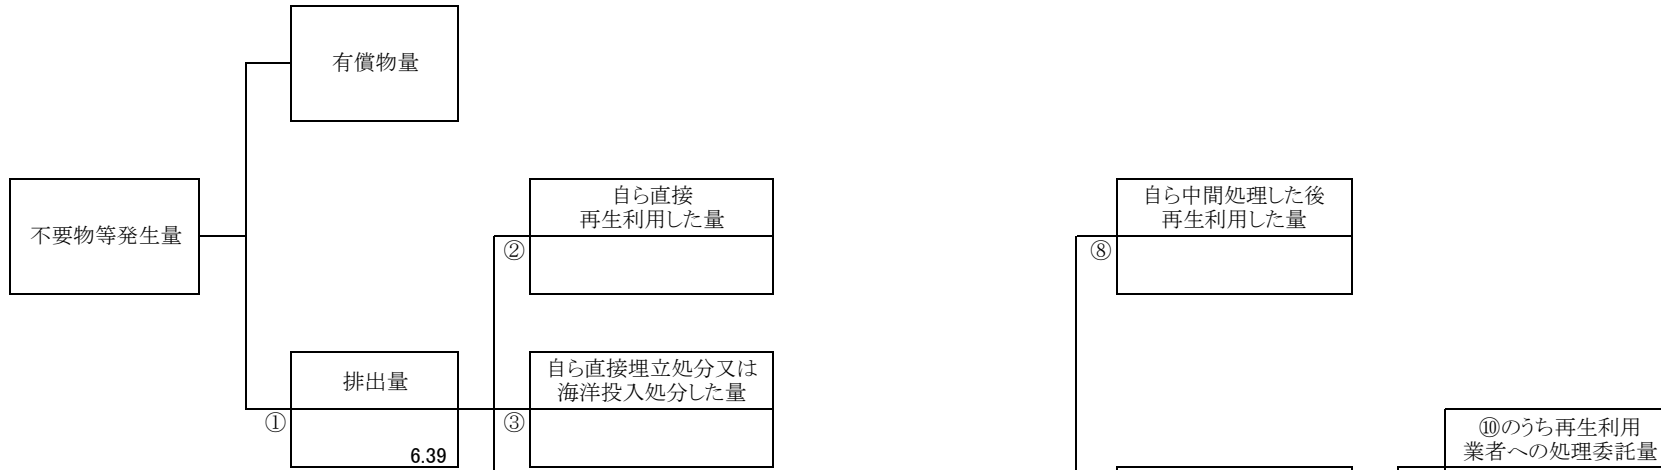 有償物量
不要物等発生量
自ら直接
再生利用した量
②
自ら中間処理した後
再生利用した量
⑧
排出量
①
6.39
自ら直接埋立処分又は
海洋投入処分した量
③
⑩のうち再生利用
業者への処理委託量